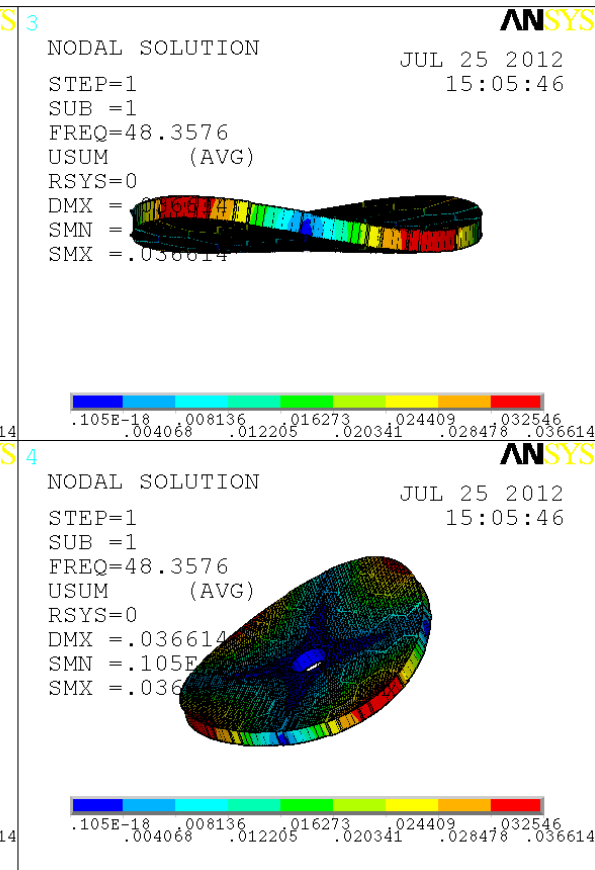 S
3
ANSYS
NODAL SOLUTION
JUL 25 2012
15:05:46
STEP=1
SUB =1
FREQ=48.3576
USUM (AVG)
RSYS=0
DMX =
SMN =
SMX =.036614
.105E-18 .008136 .016273 .024409 .032546
14 .004068 .012205 .020341 .028478 .036614
S
4
ANSYS
NODAL SOLUTION
JUL 25 2012
15:05:46
STEP=1
SUB =1
FREQ=48.3576
USUM (AVG)
RSYS=0
DMX =.036614
SMN =.105E
SMX =.036
.105E-18 .008136 .016273 .024409 .032546
14 .004068 .012205 .020341 .028478 .036614